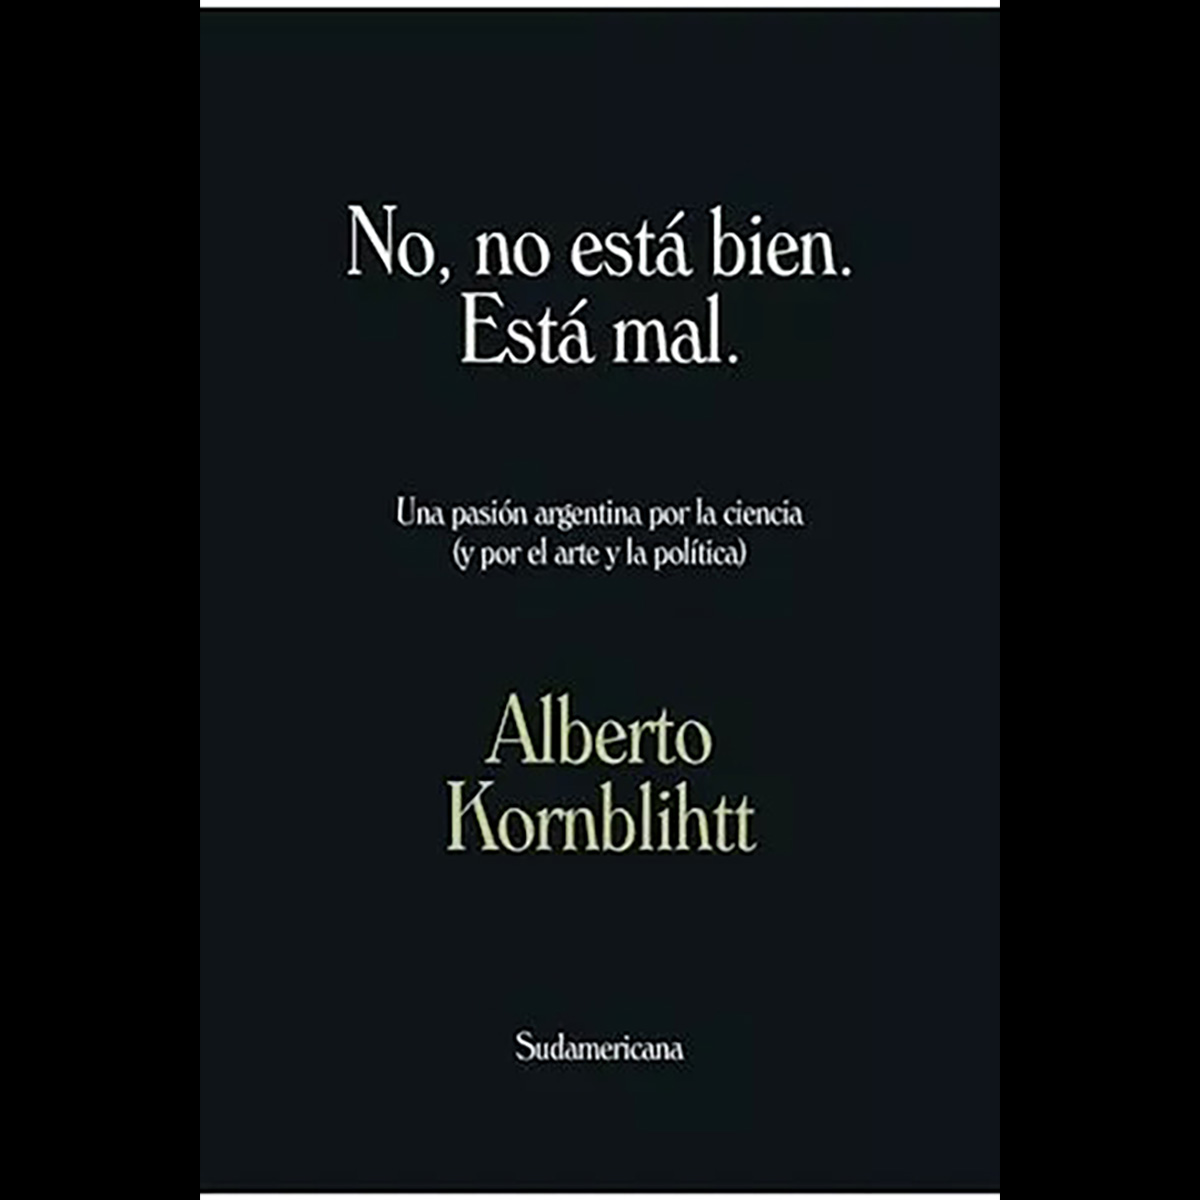 No, no está bien.
Está mal.
Una pasión argentina por la ciencia
(y por el arte y la política)
Alberto
Kornblihtt
Sudamericana